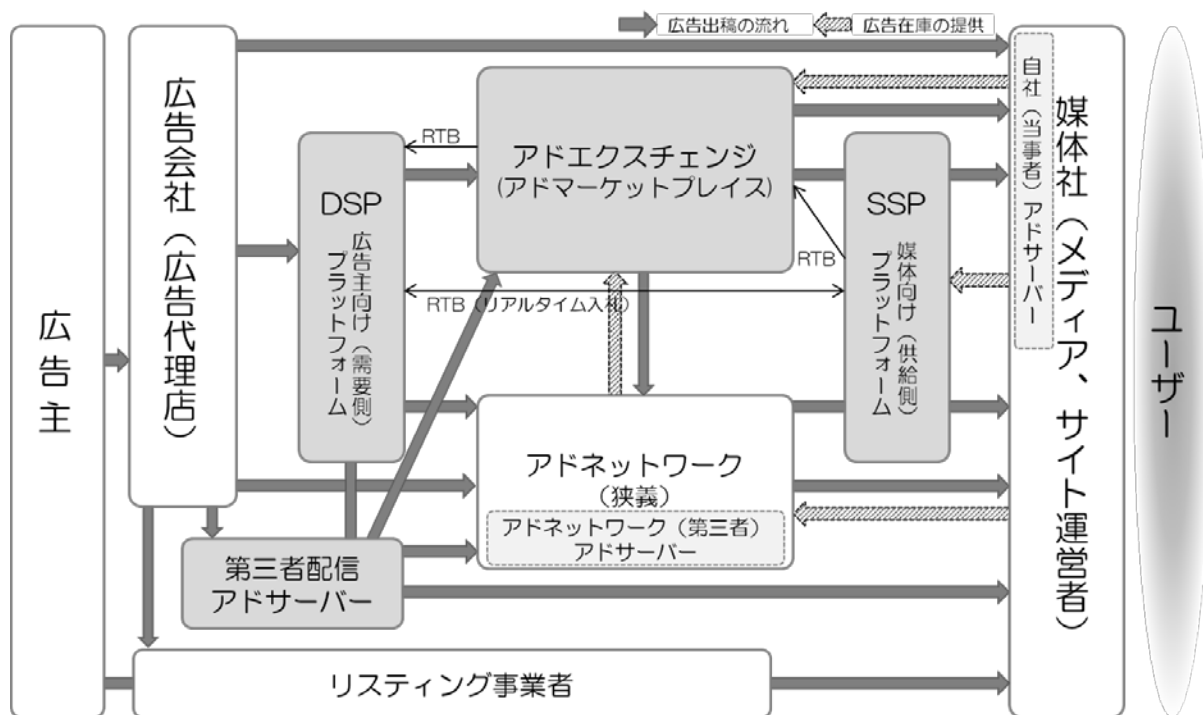 広告出稿の流れ
広告在庫の提供
広告主
広告会社（広告代理店）
DSP
広告主向け（需要側）
プラットフォーム
RTB
アドエクスチェンジ
(アドマーケットプレイス)
RTB
RTB（リアルタイム入札）
SSP
媒体向け（供給側）
プラットフォーム
自社（当事者）アドサーバー
媒体社（メディア、サイト運営者）
ユーザー
アドネットワーク
（狭義）
アドネットワーク（第三者）
アドサーバー
第三者配信
アドサーバー
リスティング事業者